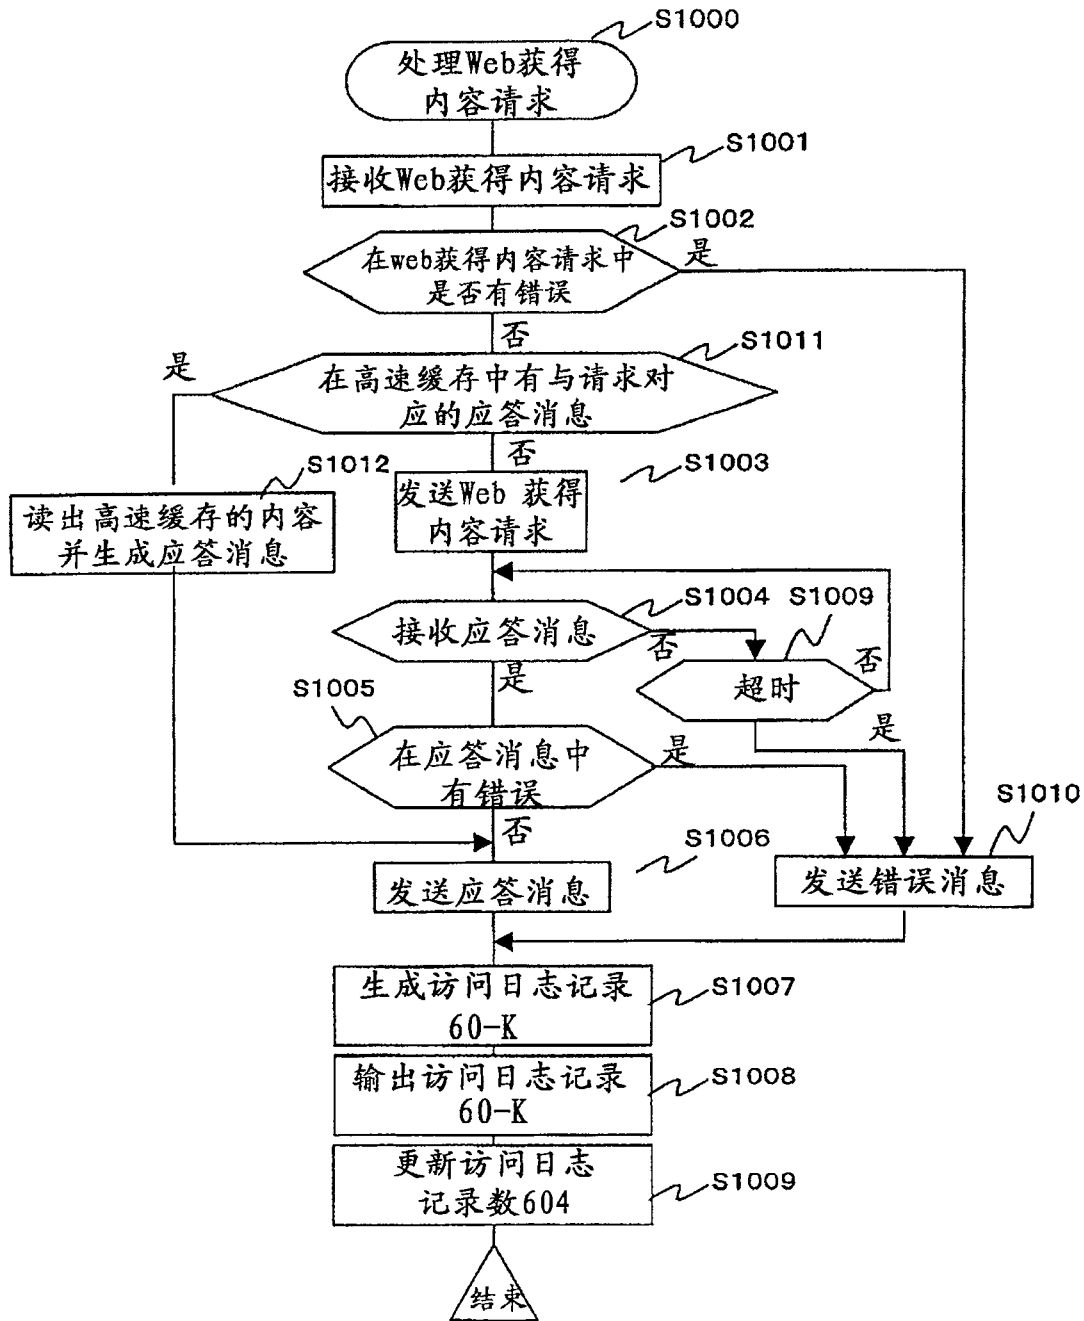 S1000
处理Web获得
内容请求
S1001
接收Web获得内容请求
S1002
在web获得内容请求中
是否有错误
是
否
S1011
是
在高速缓存中有与请求对
应的应答消息
否
S1012
读出高速缓存的内容
并生成应答消息
S1003
发送Web 获得
内容请求
S1004
接收应答消息
否
是
S1009
超时
否
是
S1005
在应答消息中
有错误
是
否
S1006
发送应答消息
S1010
发送错误消息
生成访问日志记录
60-K
S1007
输出访问日志记录
60-K
S1008
更新访问日志
记录数604
S1009
结束